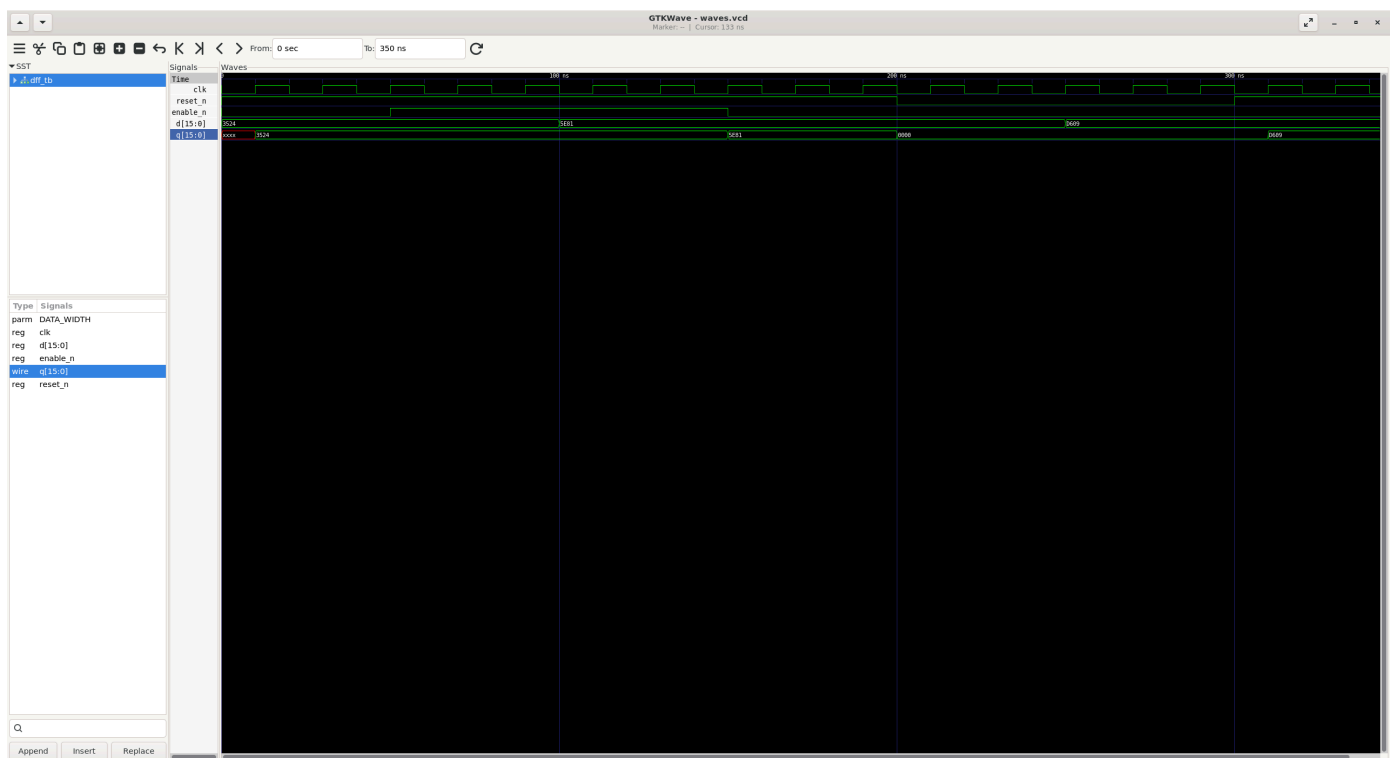 GTKWave - waves.vcd
Marker: -- | Cursor: 133 ns
From: 0 sec To: 350 ns
SST
dff_tb
Type Signals
parm DATA_WIDTH
reg clk
reg d[15:0]
reg enable_n
wire q[15:0]
reg reset_n
Append Insert Replace
Signals
Time
clk
reset_n
enable_n
d[15:0]
q[15:0]
Waves
100 ns 200 ns 300 ns
3524 5E81 D609
xxxx 3524 5E81 0000 D609